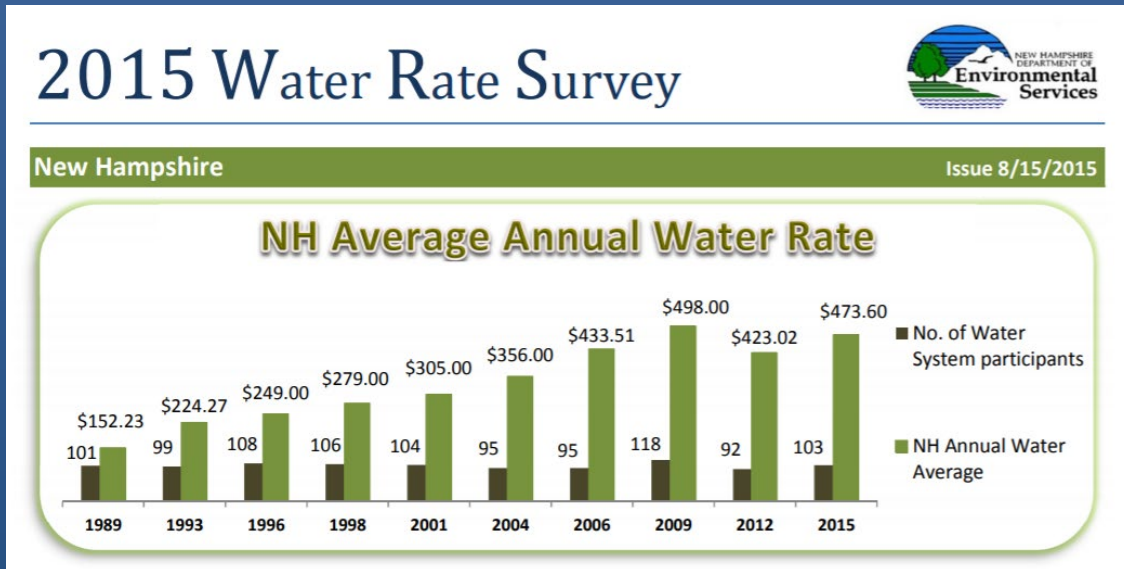 2015 Water Rate Survey
NEW HAMPSHIRE
DEPARTMENT OF
Environmental
Services
New Hampshire
Issue 8/15/2015
NH Average Annual Water Rate
$152.23
$224.27
$249.00
$279.00
$305.00
$356.00
$433.51
$498.00
$423.02
$473.60
101
99
108
106
104
95
95
118
92
103
No. of Water
System participants
NH Annual Water
Average
1989
1993
1996
1998
2001
2004
2006
2009
2012
2015